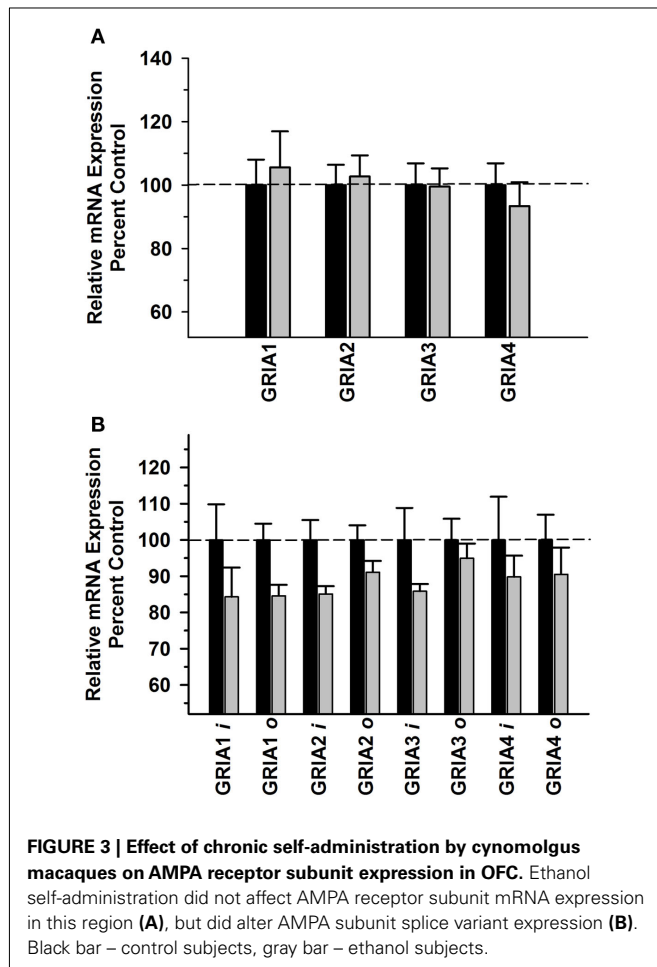 A
140
120
100
80
60
Relative mRNA Expression
Percent Control
GRIA1
GRIA2
GRIA3
GRIA4
B
120
110
100
90
80
70
60
Relative mRNA Expression
Percent Control
GRIA1 i
GRIA1 o
GRIA2 i
GRIA2 o
GRIA3 i
GRIA3 o
GRIA4 i
GRIA4 o
FIGURE 3 | Effect of chronic self-administration by cynomolgus
macaques on AMPA receptor subunit expression in OFC. Ethanol
self-administration did not affect AMPA receptor subunit mRNA expression
in this region (A), but did alter AMPA subunit splice variant expression (B).
Black bar – control subjects, gray bar – ethanol subjects.